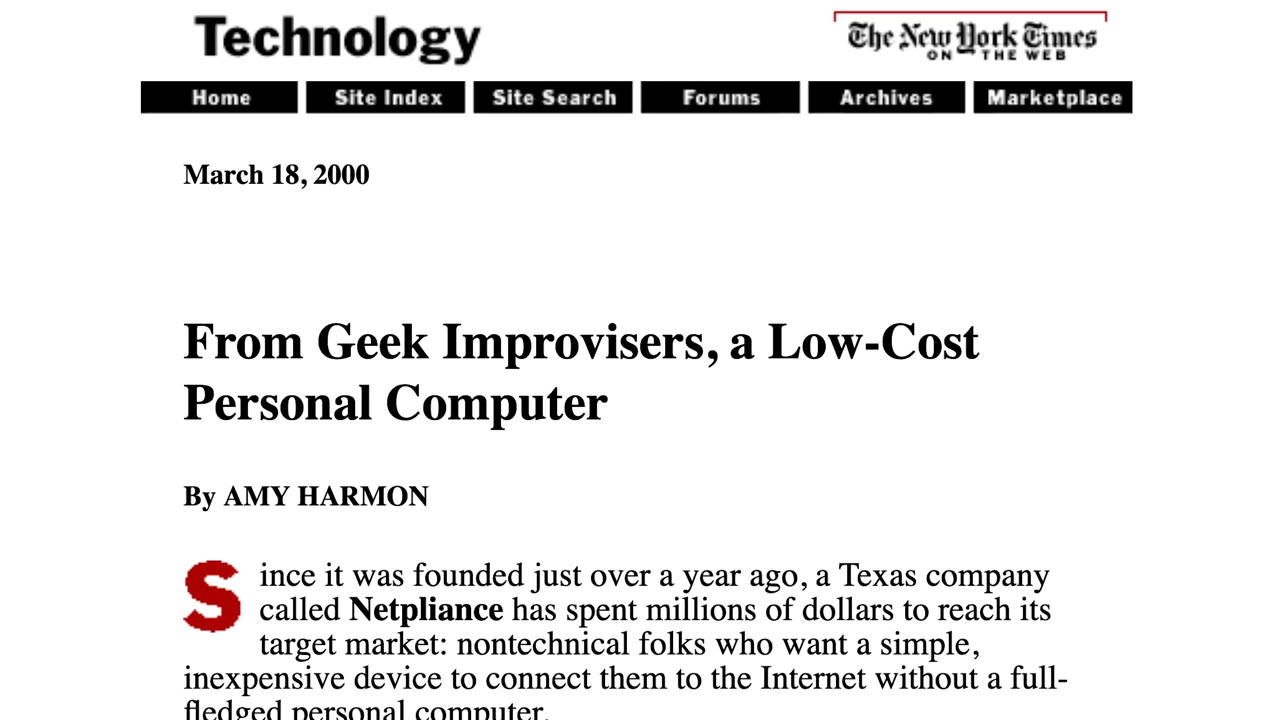 Technology
The New York Times
ON THE WEB
Home Site Index Site Search Forums Archives Marketplace
March 18, 2000
From Geek Improvisers, a Low-Cost
Personal Computer
By AMY HARMON
Since it was founded just over a year ago, a Texas company
called Netpliance has spent millions of dollars to reach its
target market: nontechnical folks who want a simple,
inexpensive device to connect them to the Internet without a full-
fledged personal computer.